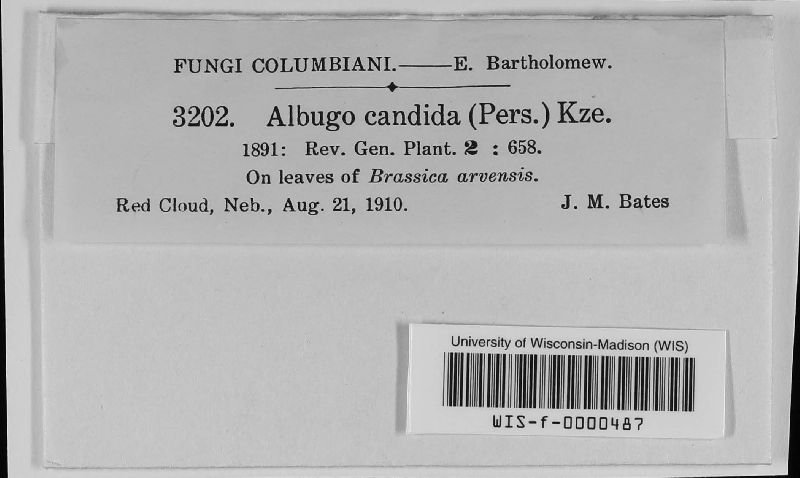 FUNGI COLUMBIANI.——E. Bartholomew.
3202. Albugo candida (Pers.) Kze.
1891: Rev. Gen. Plant. 2 : 658.
On leaves of Brassica arvensis.
Red Cloud, Neb., Aug. 21, 1910. J. M. Bates
University of Wisconsin-Madison (WIS)
WIS-f-0000487